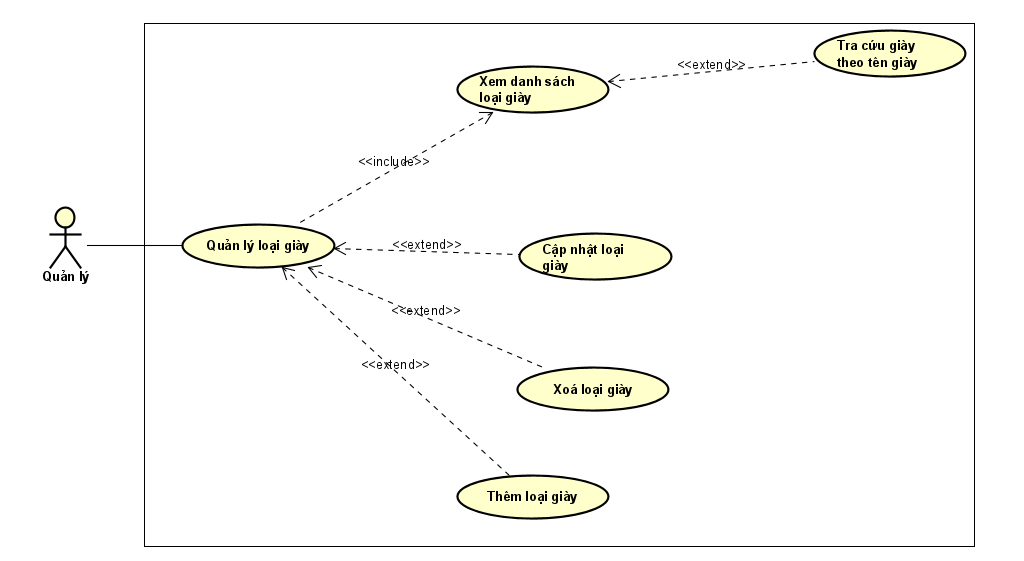 Tra cứu giày
theo tên giày
<<extend>>
Xem danh sách
loại giày
<<include>>
Quản lý loại giày
<<extend>>
Cập nhật loại
giày
Quản lý
<<extend>>
<<extend>>
Xoá loại giày
Thêm loại giày